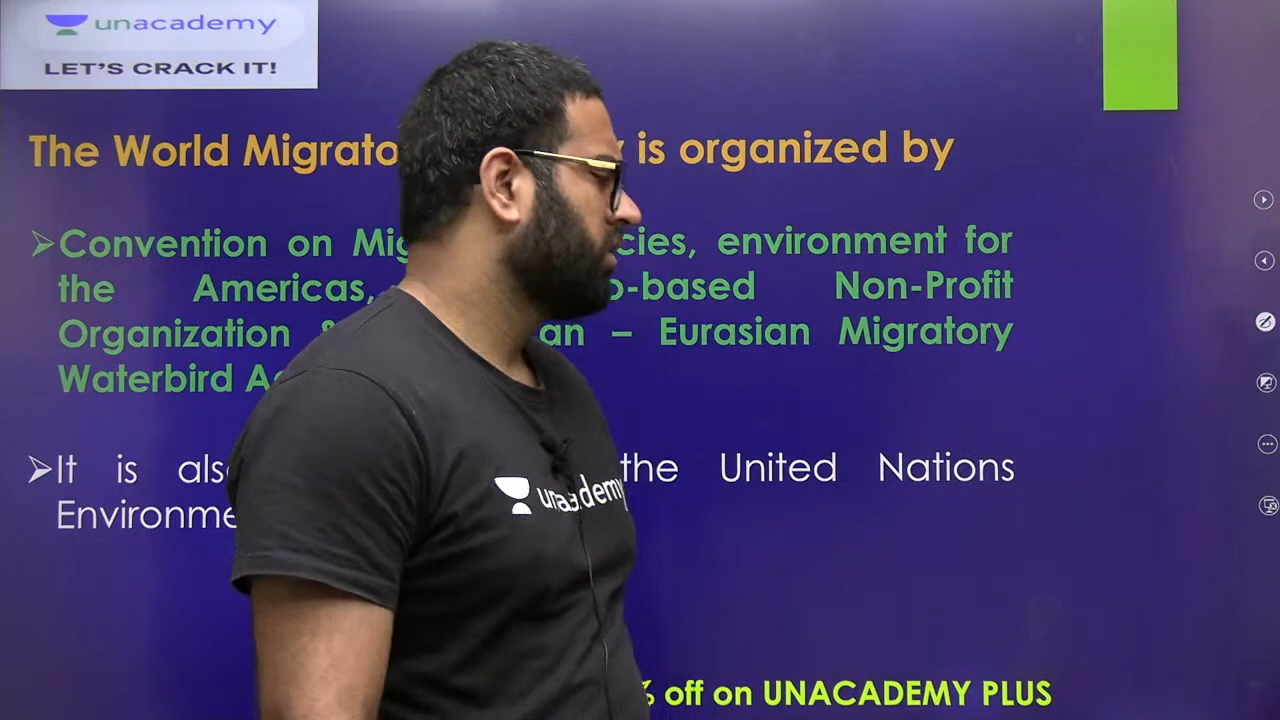 unacademy
LET'S CRACK IT!
The World Migrato is organized by
Convention on Mig cies, environment for
the Americas, -based Non-Profit
Organization an – Eurasian Migratory
Waterbird
It is the United Nations
Environme
unacademy
off on UNACADEMY PLUS